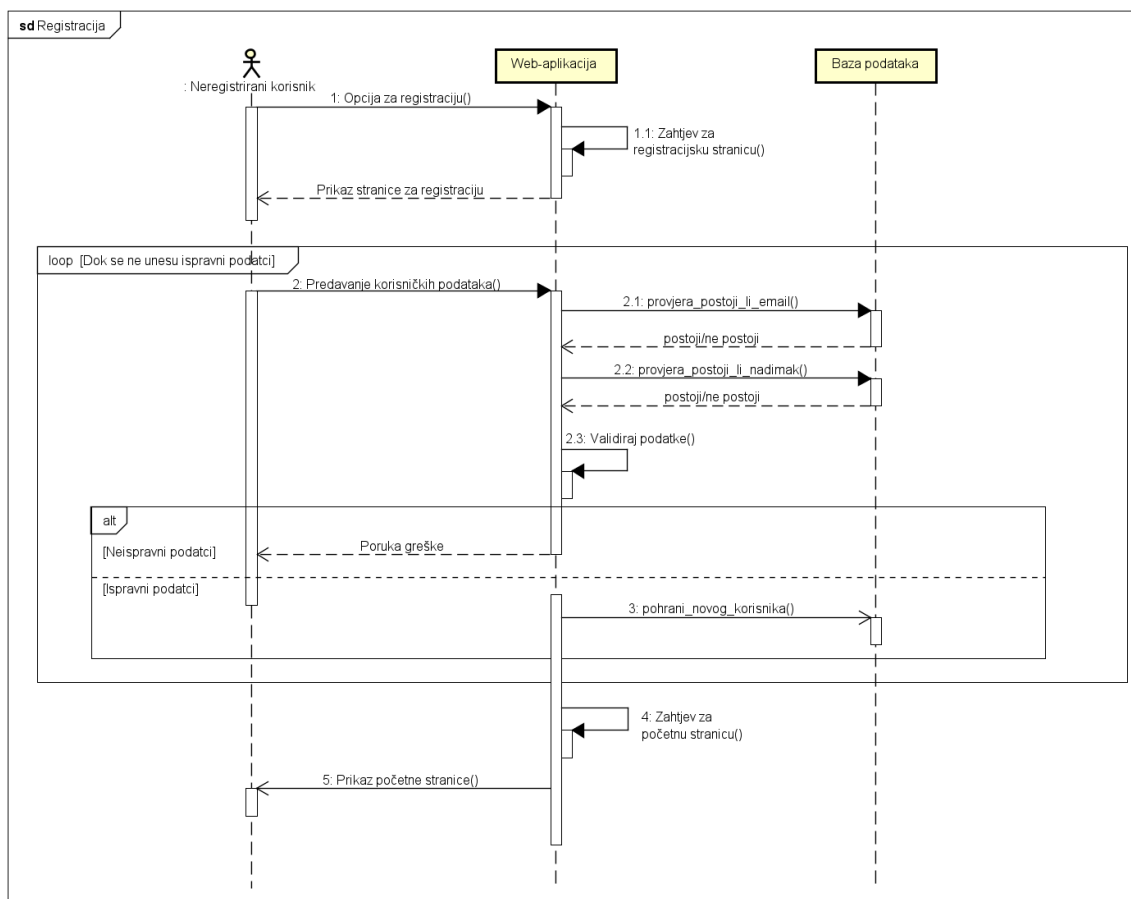 sd Registracija
: Neregistrirani korisnik
Web-aplikacija
Baza podataka
1: Opcija za registraciju()
1.1: Zahtjev za
registracijsku stranicu()
Prikaz stranice za registraciju
loop [Dok se ne unesu ispravni podatci]
2: Predavanje korisničkih podataka()
2.1: provjera_postoji_li_email()
postoji/ne postoji
2.2: provjera_postoji_li_nadimak()
postoji/ne postoji
2.3: Validiraj podatke()
alt
[Neispravni podatci]
Poruka greške
[Ispravni podatci]
3: pohrani_novog_korisnika()
4: Zahtjev za
početnu stranicu()
5: Prikaz početne stranice()